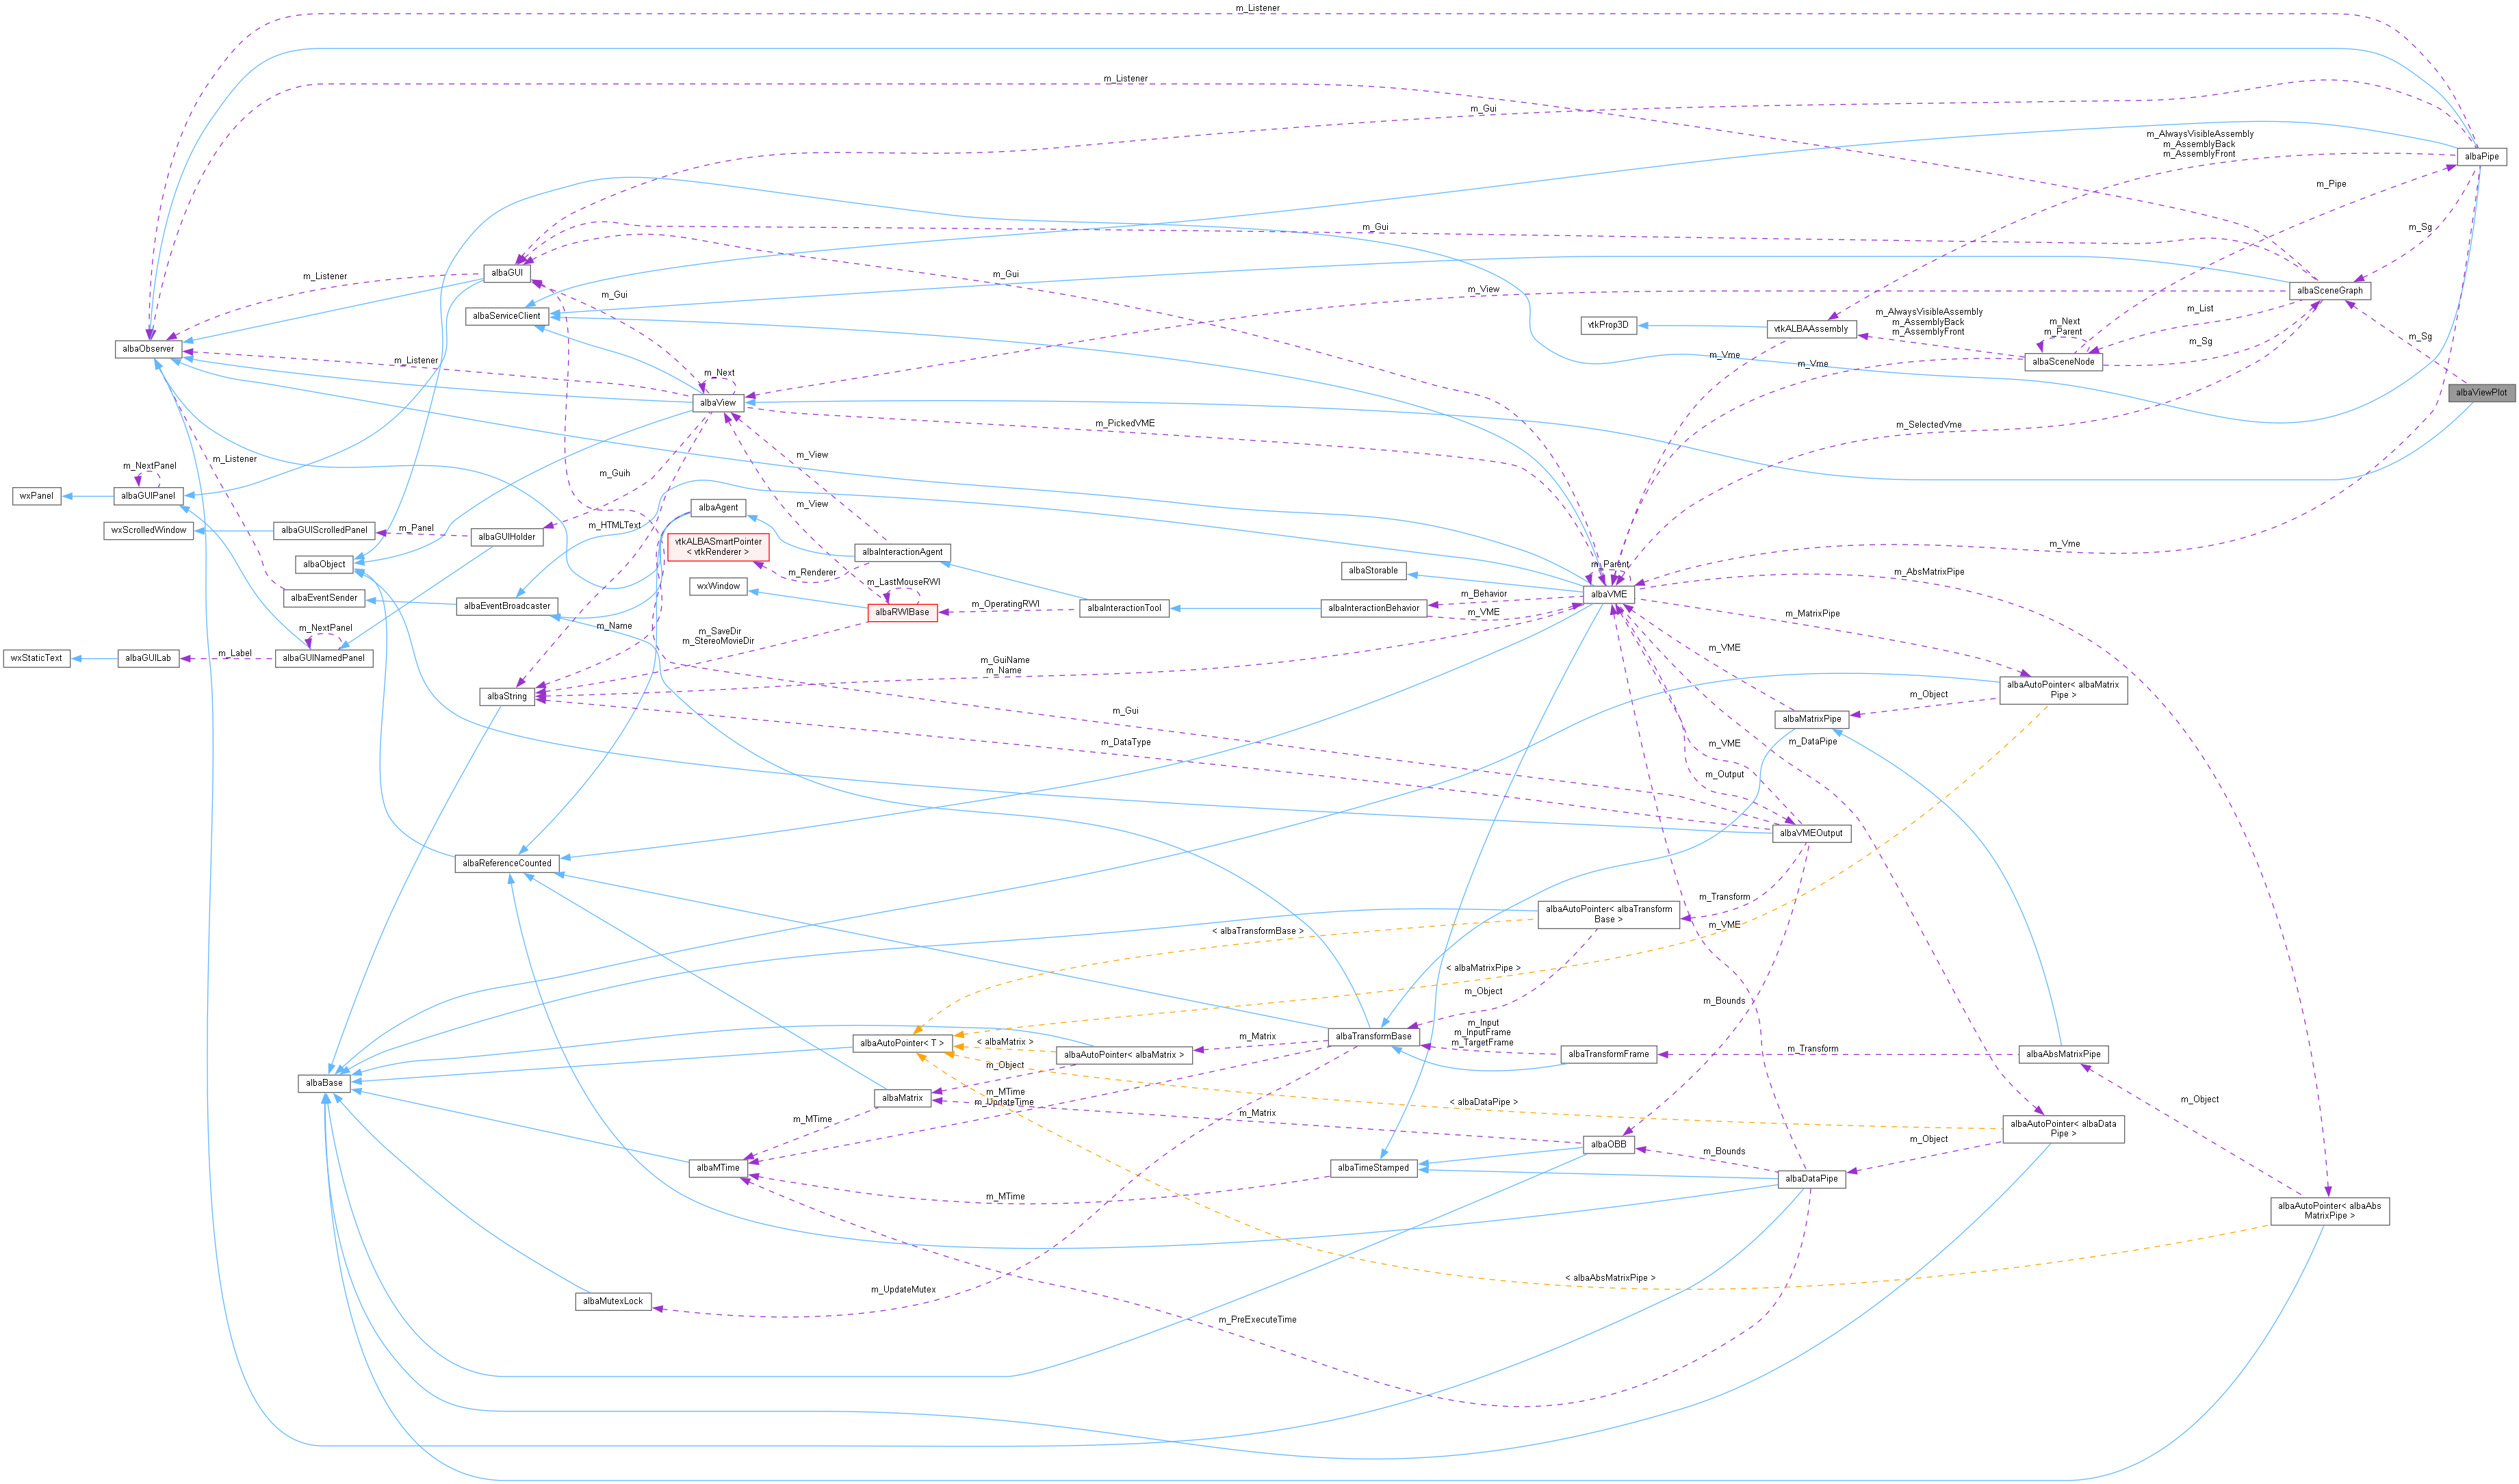 m_Listener
m_Listener
m_Gui
m_AlwaysVisibleAssembly
m_AssemblyBack
m_AssemblyFront
albaPipe
m_Pipe
m_Gui
m_Sg
albaGUI
m_Listener
m_Gui
m_Gui
m_View
albaSceneGraph
albaServiceClient
m_List
m_AlwaysVisibleAssembly
m_AssemblyBack
m_AssemblyFront
vtkProp3D
vtkALBAAssembly
m_Next
m_Parent
m_Sg
m_Sg
albaObserver
m_Listener
m_Vme
m_Vme
albaSceneNode
m_Next
albaViewPlot
albaView
m_PickedVME
m_SelectedVme
m_View
m_Listener
m_NextPanel
m_Guih
wxPanel
albaGUIPanel
m_View
albaAgent
wxScrolledWindow
albaGUIScrolledPanel
m_Panel
albaGUIHolder
m_HTMLText
vtkALBASmartPointer
< vtkRenderer >
albaInteractionAgent
m_Vme
albaObject
m_Renderer
m_Parent
albaStorable
m_AbsMatrixPipe
m_LastMouseRWI
wxWindow
albaEventSender
albaEventBroadcaster
albaRWIBase
m_OperatingRWI
albaInteractionTool
albaInteractionBehavior
m_Behavior
m_VME
albaVME
m_MatrixPipe
m_NextPanel
m_Name
m_SaveDir
m_StereoMovieDir
wxStaticText
albaGUILab
m_Label
albaGUINamedPanel
m_GuiName
m_Name
m_VME
albaString
albaAutoPointer< albaMatrix
Pipe >
m_Object
m_Gui
albaMatrixPipe
m_DataType
m_VME
m_DataPipe
m_Output
albaVMEOutput
albaReferenceCounted
m_Transform
albaAutoPointer< albaTransform
Base >
m_VME
< albaTransformBase >
< albaMatrixPipe >
m_Object
m_Bounds
m_Input
m_InputFrame
m_TargetFrame
albaAutoPointer< T >
< albaMatrix >
m_Matrix
albaTransformBase
albaAutoPointer< albaMatrix >
albaTransformFrame
m_Transform
albaAbsMatrixPipe
m_Object
albaBase
albaMatrix
m_MTime
m_UpdateTime
m_Object
m_MTime
m_Matrix
< albaDataPipe >
albaAutoPointer< albaData
Pipe >
albaOBB
m_Object
m_Bounds
albaMTime
albaTimeStamped
albaDataPipe
m_MTime
albaAutoPointer< albaAbs
MatrixPipe >
< albaAbsMatrixPipe >
m_UpdateMutex
albaMutexLock
m_PreExecuteTime